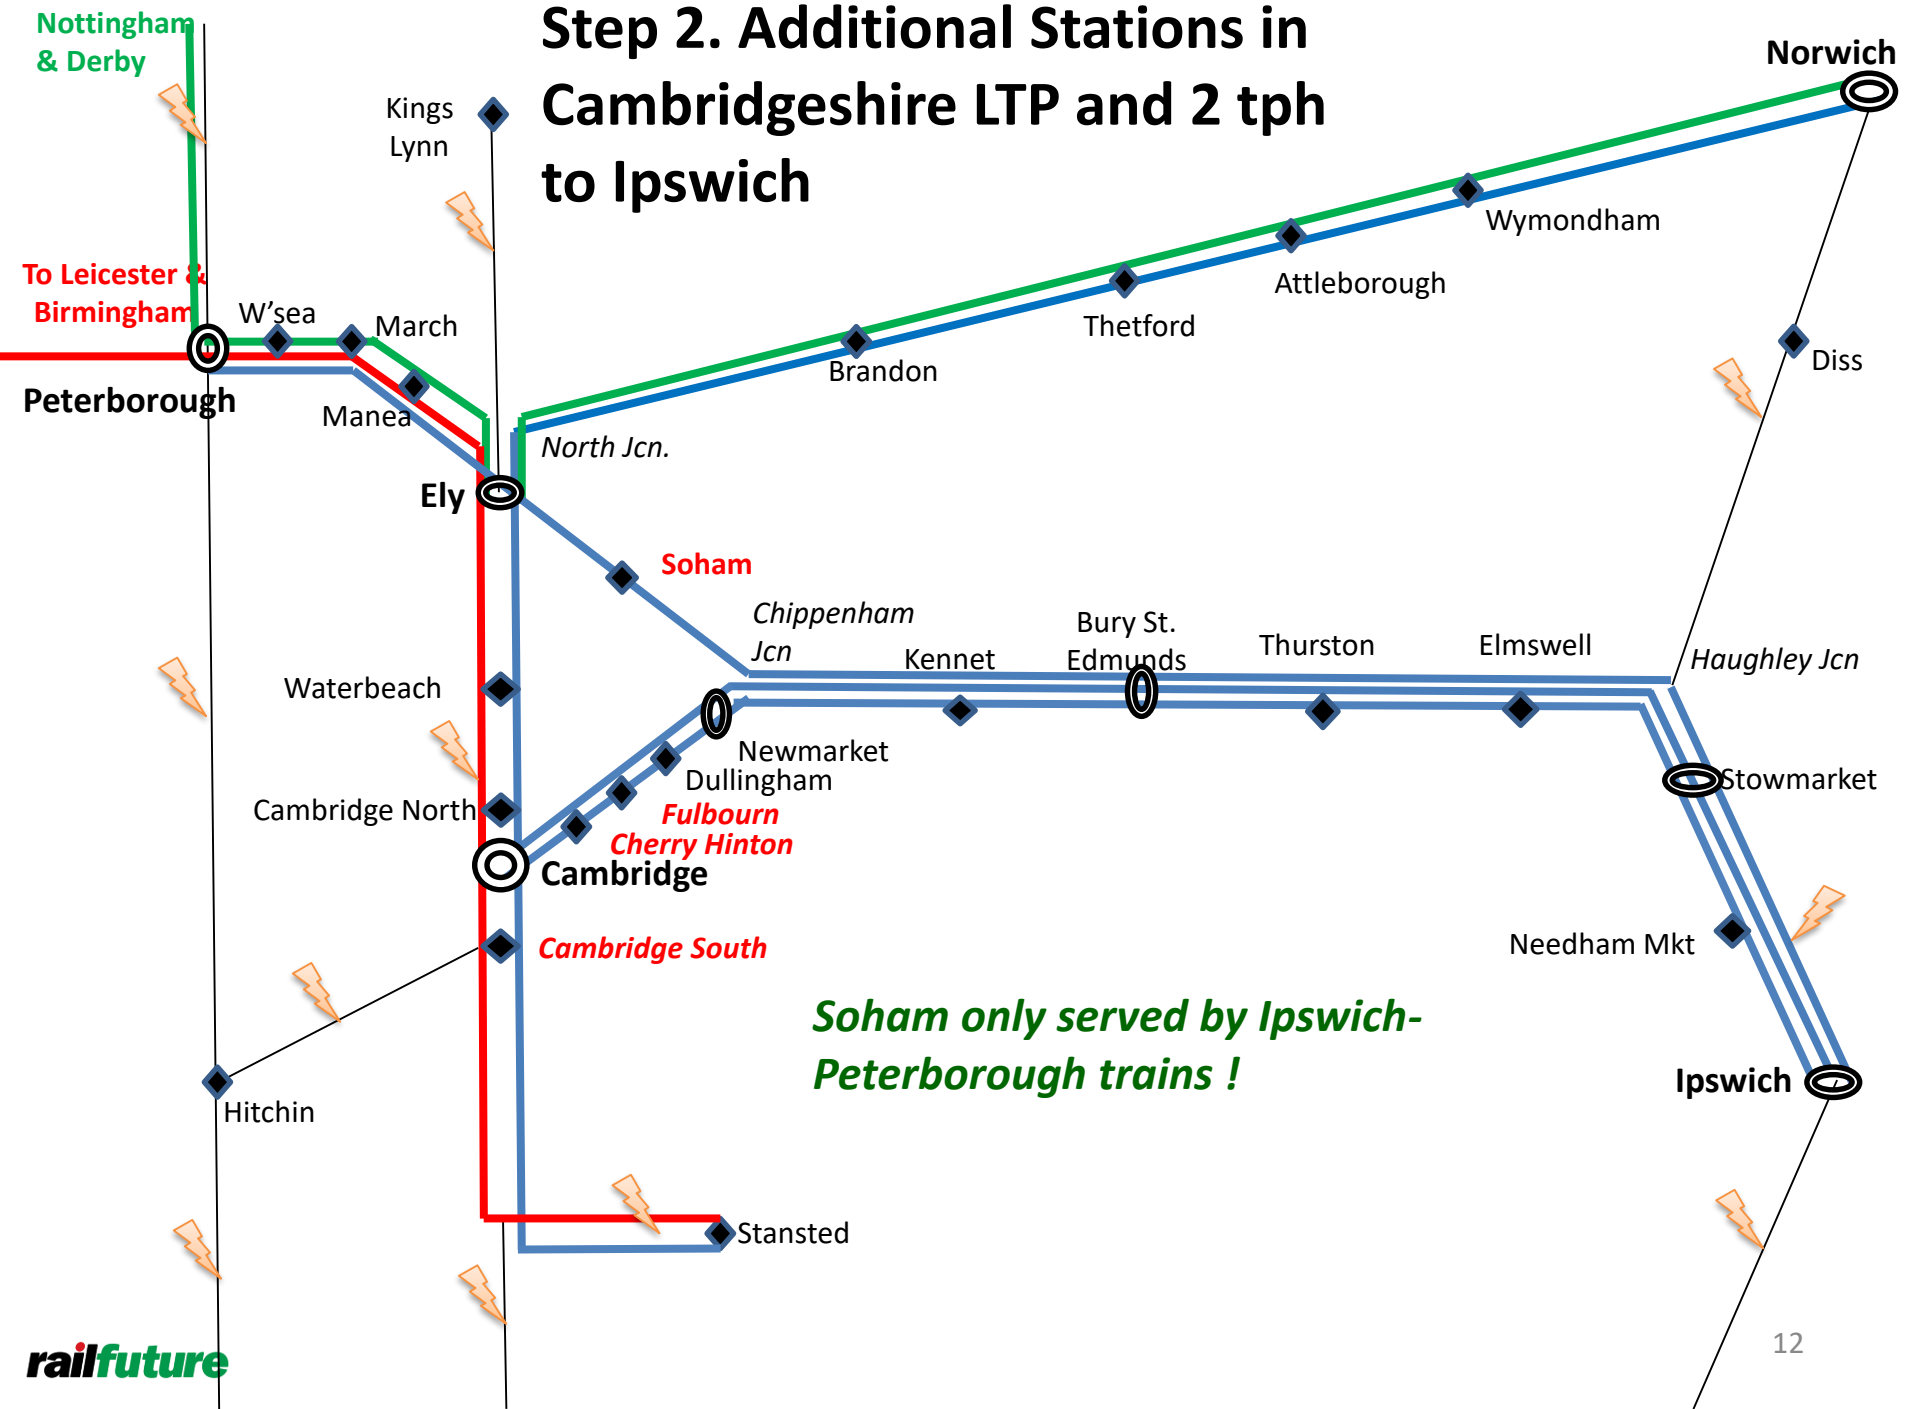 Step 2. Additional Stations in
Cambridgeshire LTP and 2 tph
to Ipswich
Nottingham
& Derby
Norwich
Kings
Lynn
Wymondham
To Leicester &
Birmingham
W'sea
March
Attleborough
Thetford
Diss
Brandon
Peterborough
Manea
North Jcn.
Ely
Soham
Chippenham
Jcn
Kennet
Bury St.
Edmunds
Thurston
Elmswell
Haughley Jcn
Waterbeach
Newmarket
Dullingham
Stowmarket
Cambridge North
Fulbourn
Cherry Hinton
Cambridge
Cambridge South
Needham Mkt
Soham only served by Ipswich-
Peterborough trains !
Ipswich
Hitchin
Stansted
railfuture
12